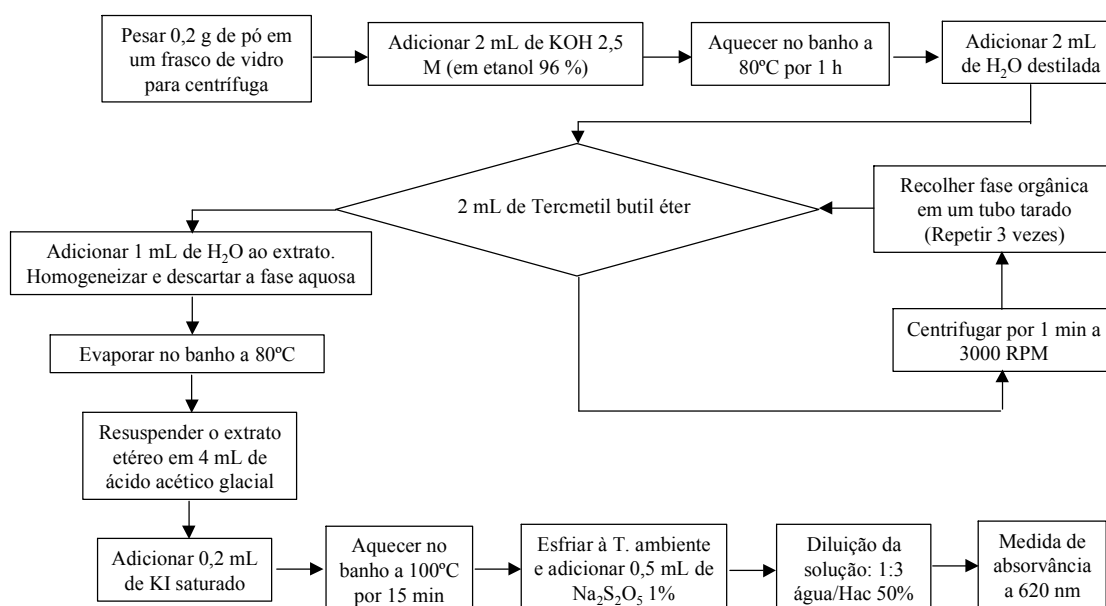 Pesar 0,2 g de pó em
um frasco de vidro
para centrífuga
Adicionar 2 mL de KOH 2,5
M (em etanol 96 %)
Aquecer no banho a
80ºC por 1 h
Adicionar 2 mL
de H₂O destilada
2 mL de Tercmetil butil éter
Recolher fase orgânica
em um tubo tarado
(Repetir 3 vezes)
Centrifugar por 1 min a
3000 RPM
Adicionar 1 mL de H₂O ao extrato.
Homogeneizar e descartar a fase aquosa
Evaporar no banho a 80ºC
Resuspender o extrato
etéreo em 4 mL de
ácido acético glacial
Adicionar 0,2 mL
de KI saturado
Aquecer no
banho a 100ºC
por 15 min
Esfriar à T. ambiente
e adicionar 0,5 mL de
Na₂S₂O₅ 1%
Diluição da
solução: 1:3
água/Hac 50%
Medida de
absorvância
a 620 nm